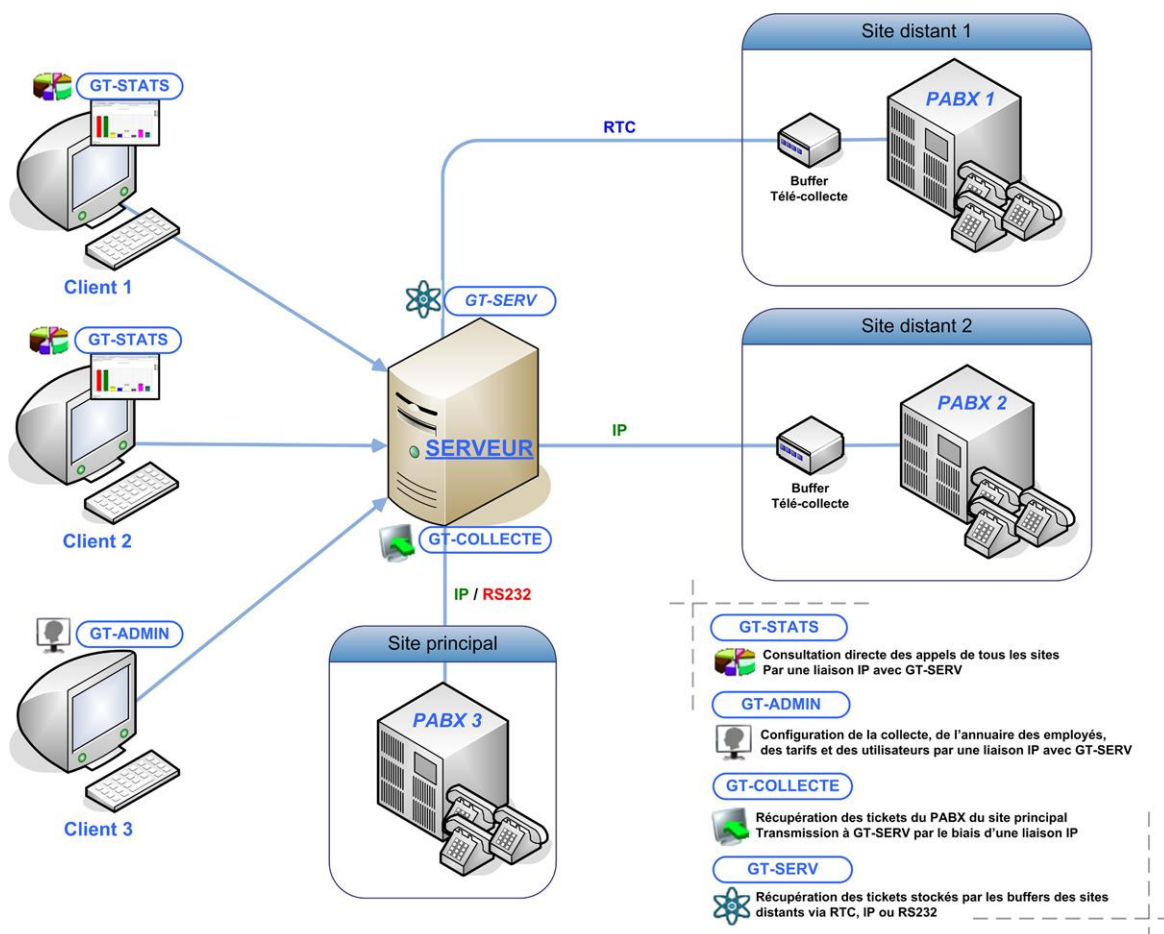 Site distant 1
GT-STATS
PABX 1
RTC
Buffer
Télé-collecte
Client 1
GT-SERV
Site distant 2
GT-STATS
PABX 2
IP
SERVEUR
Buffer
Télé-collecte
Client 2
GT-COLLECTE
IP / RS232
GT-ADMIN
Site principal
PABX 3
Client 3
GT-STATS
Consultation directe des appels de tous les sites
Par une liaison IP avec GT-SERV
GT-ADMIN
Configuration de la collecte, de l'annuaire des employés,
des tarifs et des utilisateurs par une liaison IP avec GT-SERV
GT-COLLECTE
Récupération des tickets du PABX du site principal
Transmission à GT-SERV par le biais d'une liaison IP
GT-SERV
Récupération des tickets stockés par les buffers des sites
distants via RTC, IP ou RS232